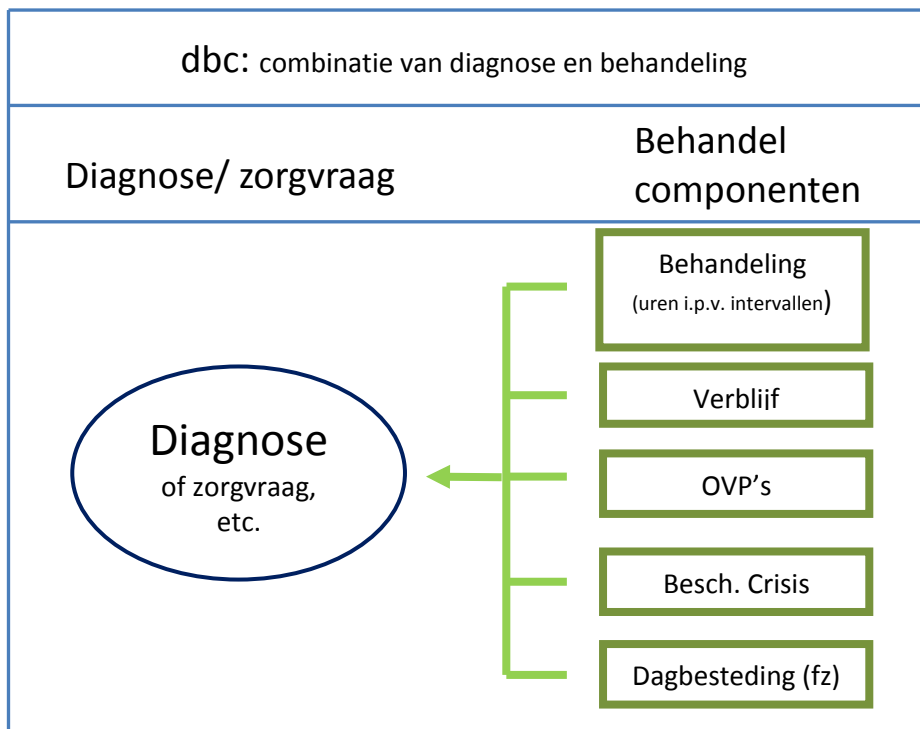 dbc: combinatie van diagnose en behandeling
Diagnose/ zorgvraag
Behandel
componenten
Diagnose
of zorgvraag,
etc.
Behandeling
(uren i.p.v. intervallen)
Verblijf
OVP's
Besch. Crisis
Dagbesteding (fz)